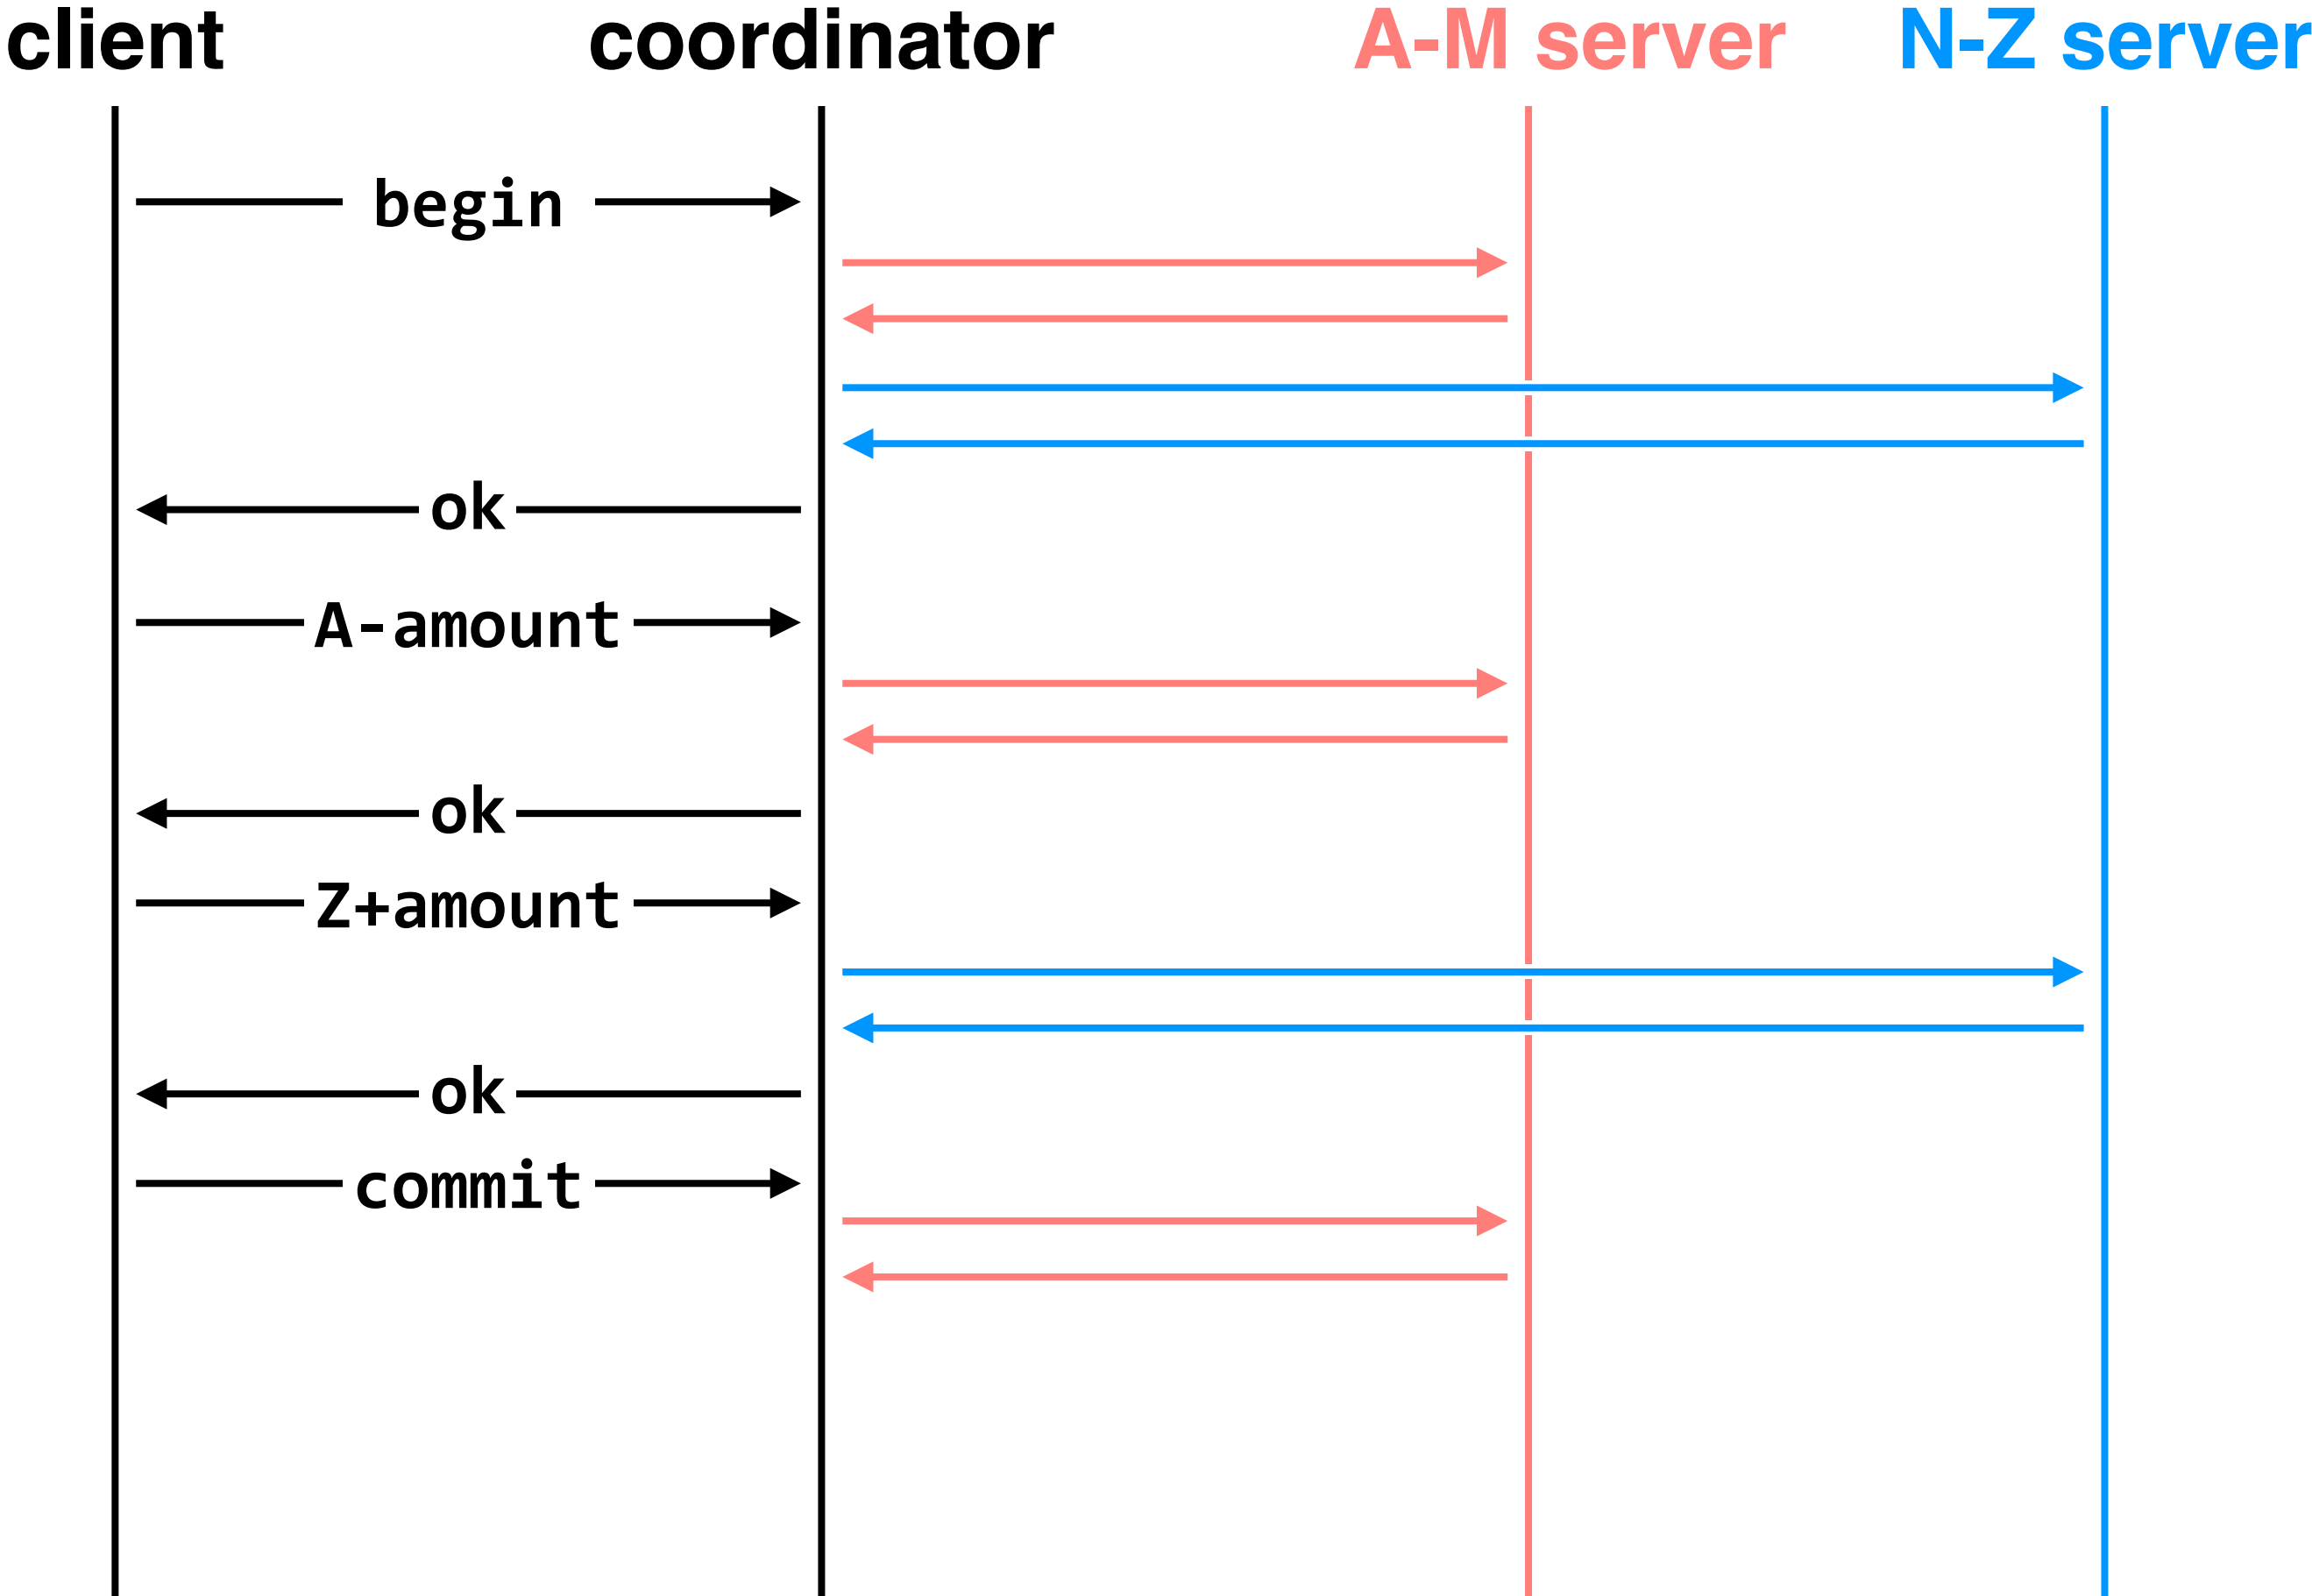 client coordinator A-M server N-Z server
begin
ok
A-amount
ok
Z+amount
ok
commit